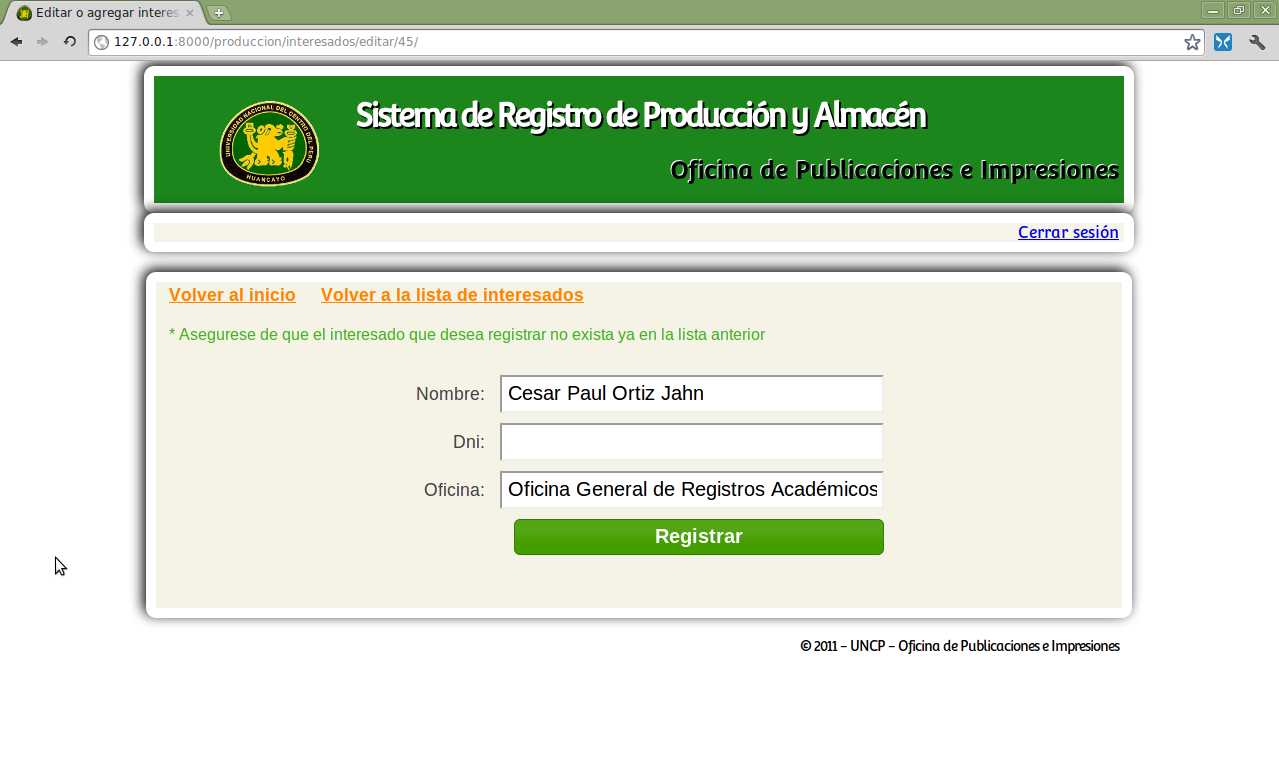 Editar o agregar interes
127.0.0.1:8000/produccion/interesados/editar/45/
Sistema de Registro de Producción y Almacén
UNIVERSIDAD NACIONAL DEL CENTRO DEL PERU
HUANCAYO
Oficina de Publicaciones e Impresiones
Cerrar sesión
Volver al inicio Volver a la lista de interesados
* Asegurese de que el interesado que desea registrar no exista ya en la lista anterior
Nombre: Cesar Paul Ortiz Jahn
Dni:
Oficina: Oficina General de Registros Académicos
Registrar
© 2011 – UNCP – Oficina de Publicaciones e Impresiones